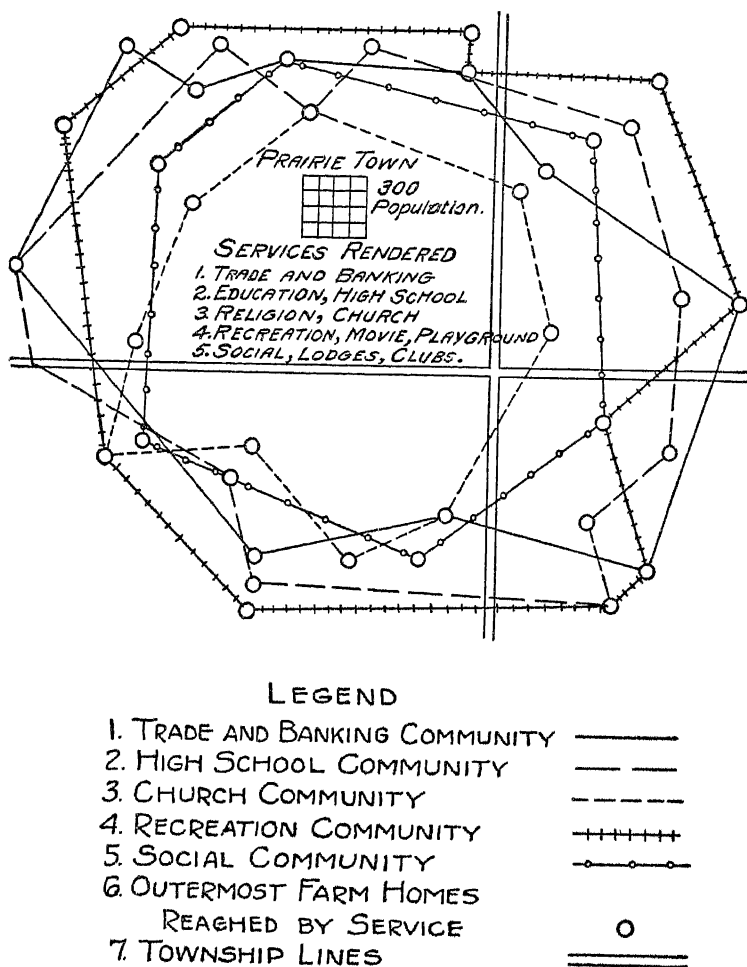 PRAIRIE TOWN
300
Population.
SERVICES RENDERED
1. TRADE AND BANKING
2. EDUCATION, HIGH SCHOOL
3 RELIGION, CHURCH
4. RECREATION, MOVIE, PLAYGROUND
5. SOCIAL, LODGES, CLUBS.
LEGEND
1. TRADE AND BANKING COMMUNITY
2. HIGH SCHOOL COMMUNITY
3. CHURCH COMMUNITY
4. RECREATION COMMUNITY
5. SOCIAL COMMUNITY
6. OUTERMOST FARM HOMES
REAGHED BY SERVICE
7. TOWNSHIP LINES